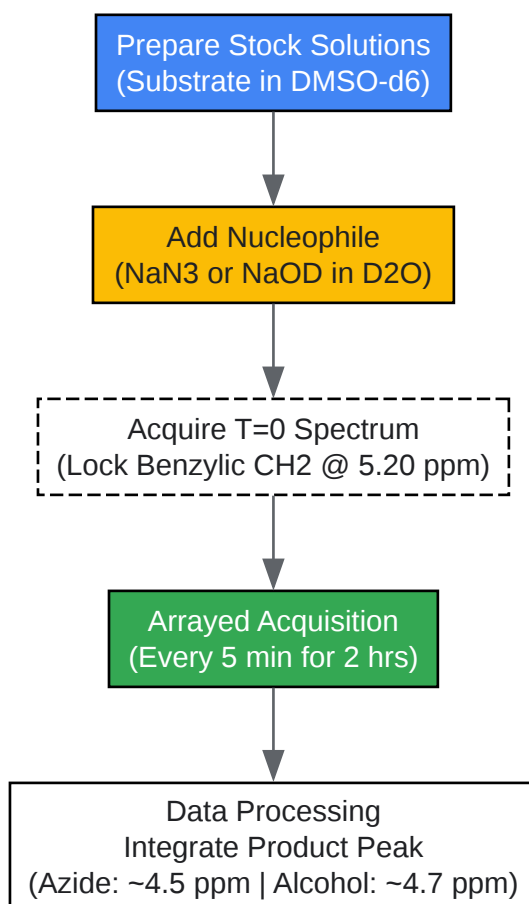 Prepare Stock Solutions
(Substrate in DMSO-d6)
Add Nucleophile
(NaN3 or NaOD in D2O)
Acquire T=0 Spectrum
(Lock Benzylic CH2 @ 5.20 ppm)
Arrayed Acquisition
(Every 5 min for 2 hrs)
Data Processing
Integrate Product Peak
(Azide: ~4.5 ppm | Alcohol: ~4.7 ppm)